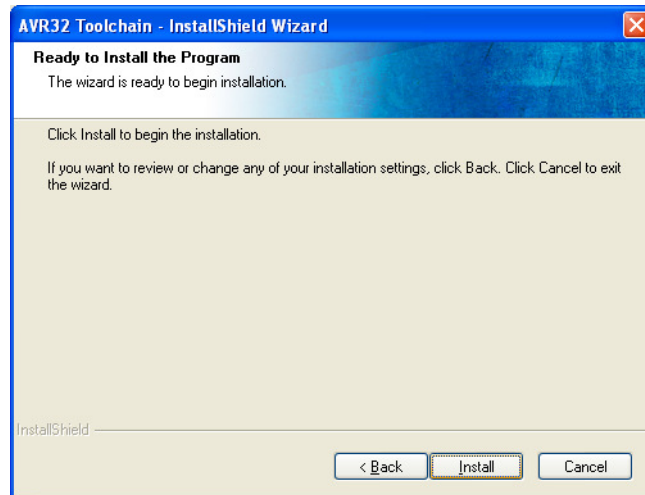 AVR32 Toolchain - InstallShield Wizard
Ready to Install the Program
The wizard is ready to begin installation.
Click Install to begin the installation.
If you want to review or change any of your installation settings, click Back. Click Cancel to exit
the wizard.
InstallShield
< Back Install Cancel